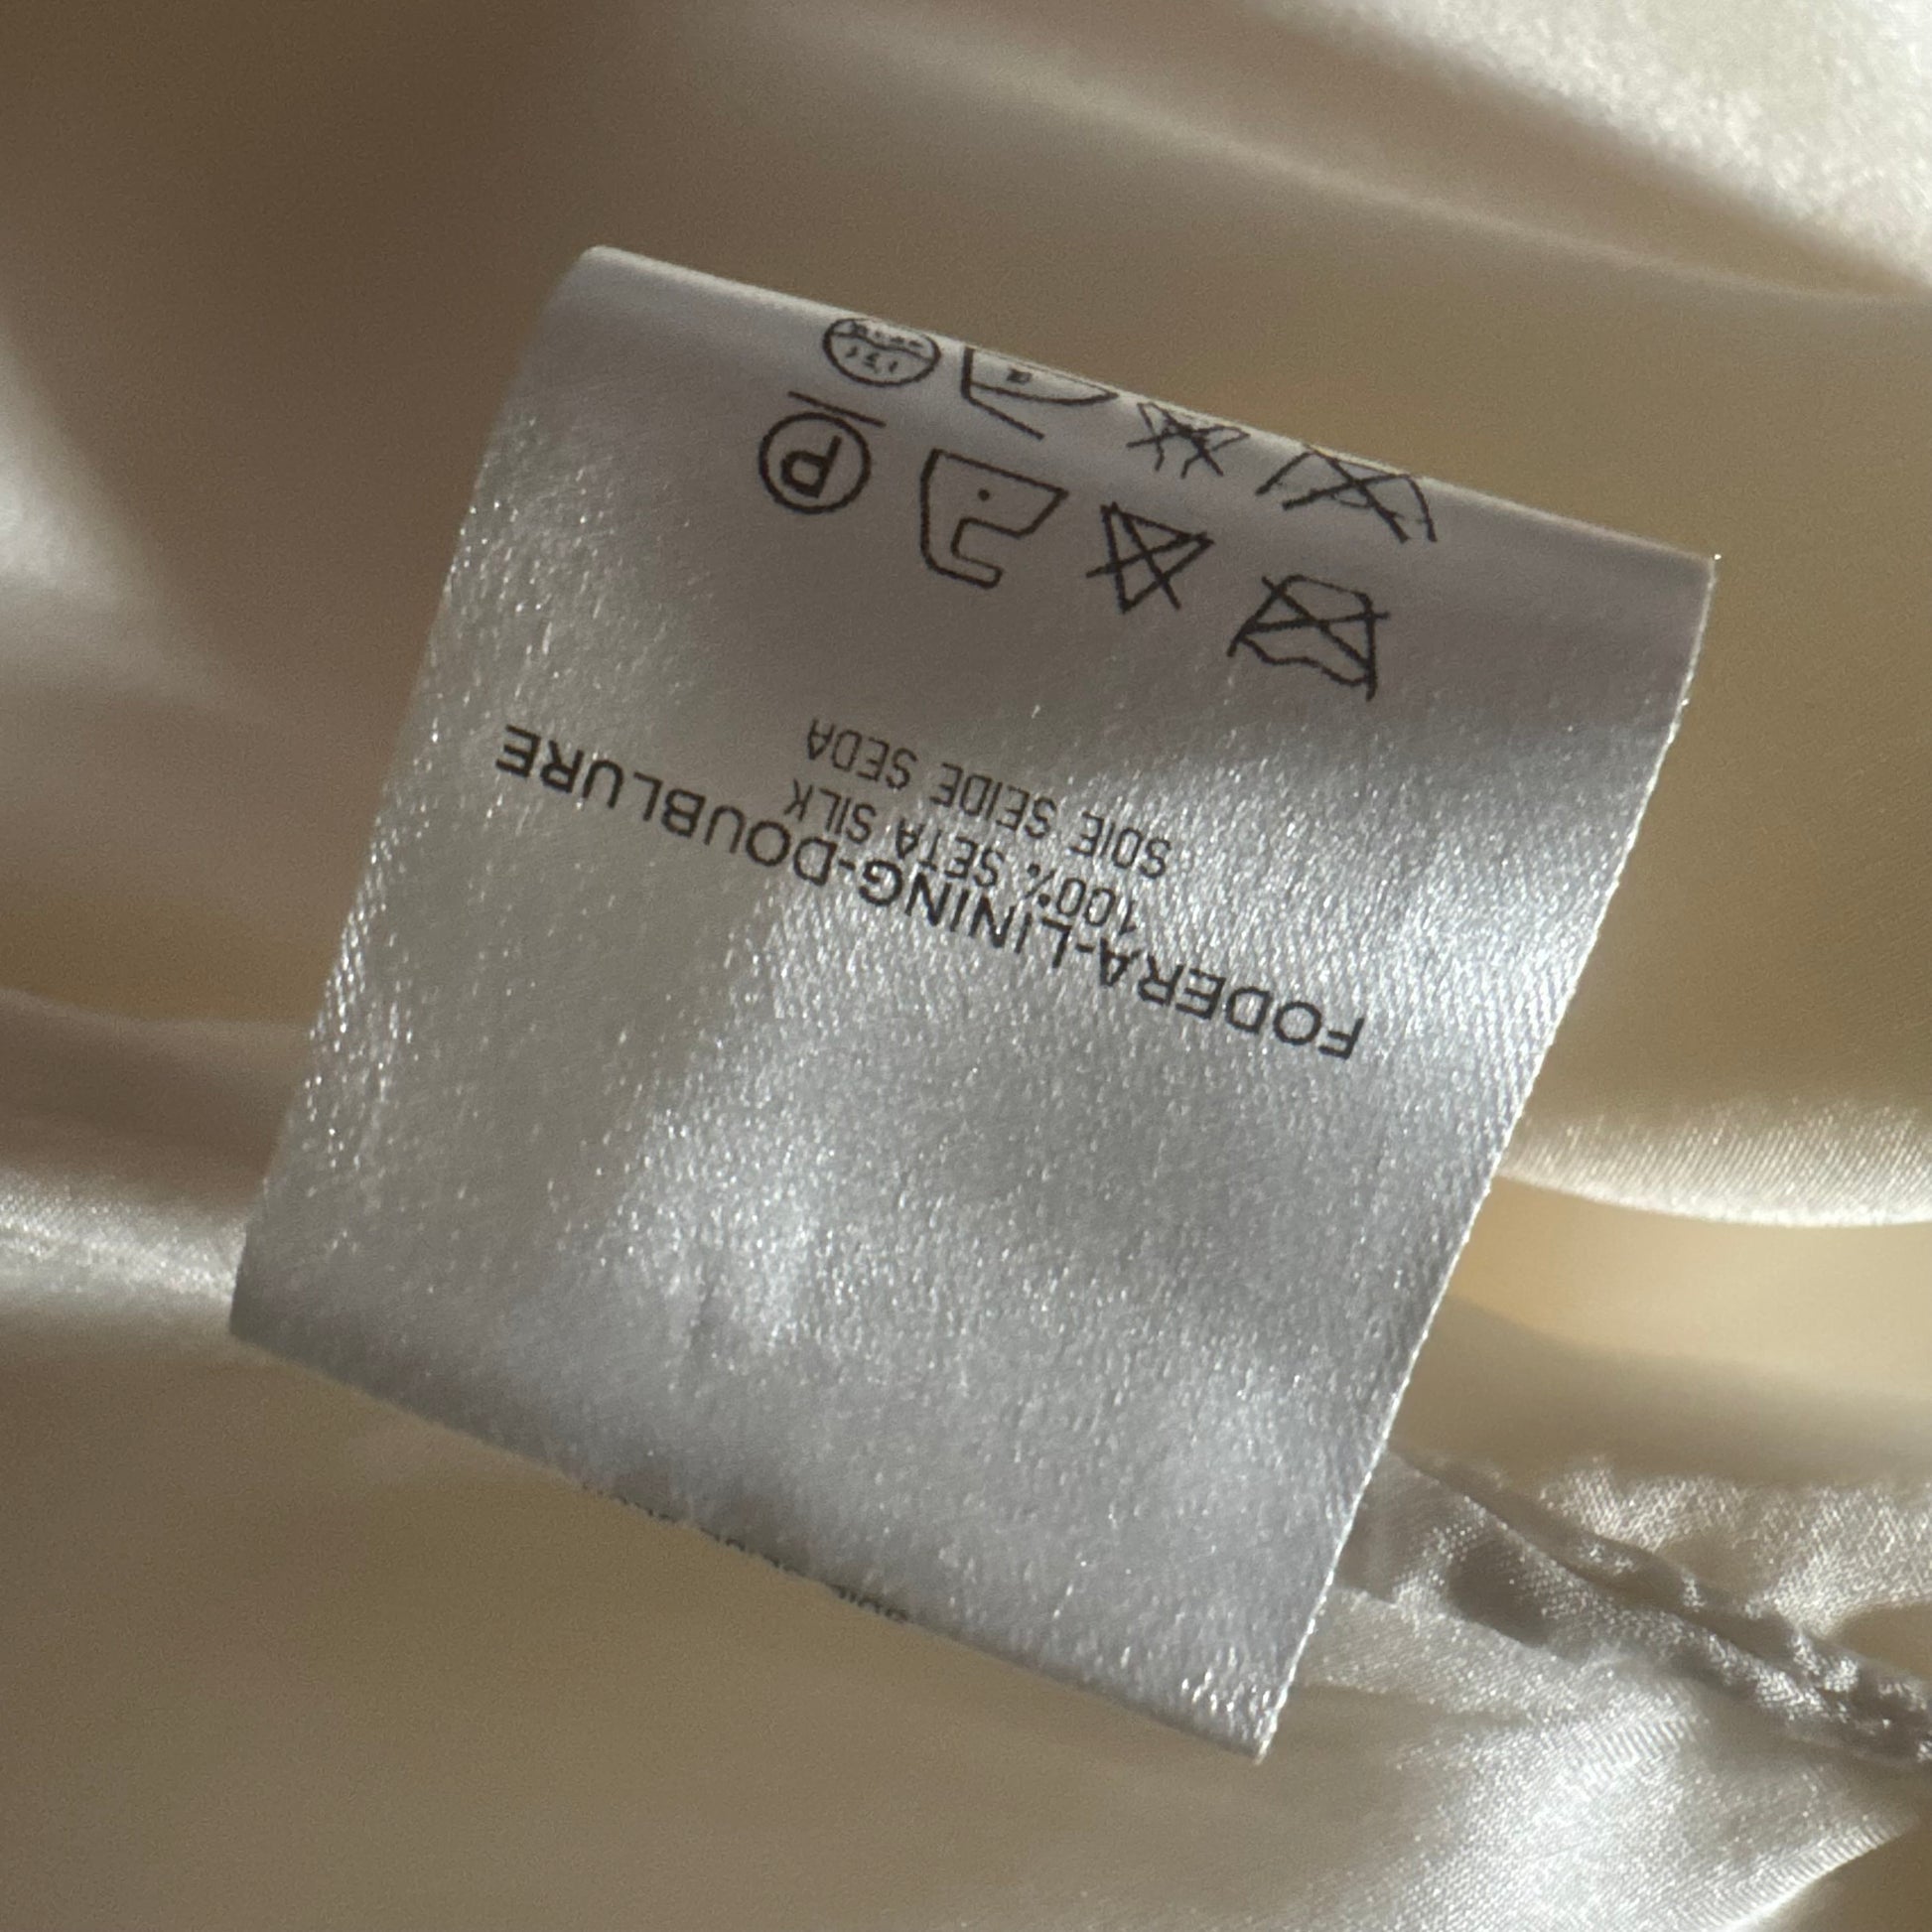 FODERA-LINING-DOUBLURE
100% SETA SILK
SOIE SEIDE SEDA
P